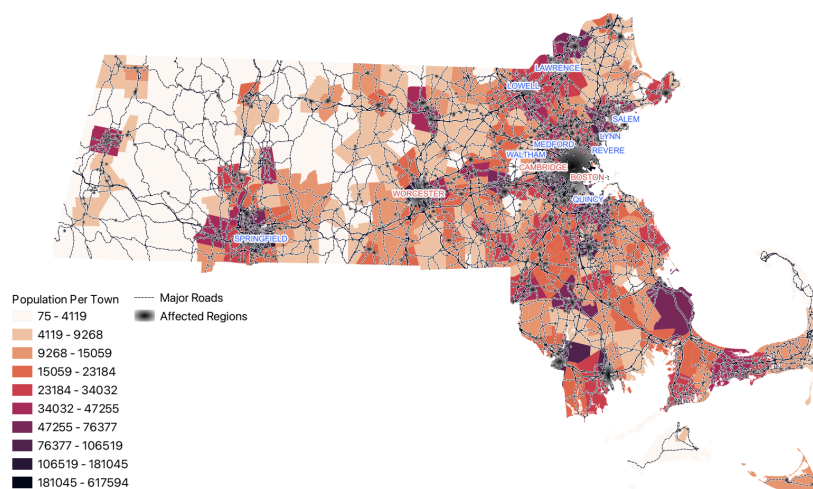 LAWRENCE
LOWELL
SALEM
LYNN
MEDFORD
REVERE
WALTHAM
CAMBRIDGE
BOSTON
WORCESTER
QUINCY
SPRINGFIELD
Population Per Town
75 - 4119
4119 - 9268
9268 - 15059
15059 - 23184
23184 - 34032
34032 - 47255
47255 - 76377
76377 - 106519
106519 - 181045
181045 - 617594
Major Roads
Affected Regions